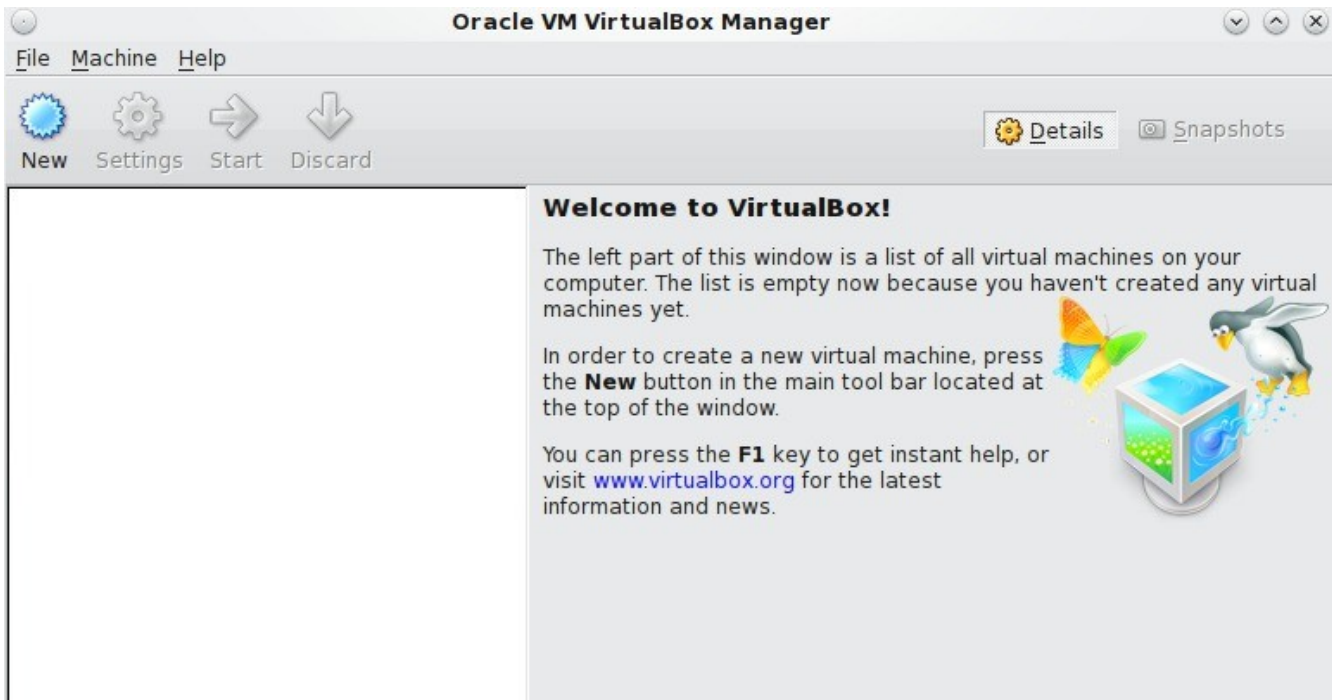 Oracle VM VirtualBox Manager
File Machine Help
New Settings Start Discard
Details Snapshots
Welcome to VirtualBox!
The left part of this window is a list of all virtual machines on your
computer. The list is empty now because you haven't created any virtual
machines yet.
In order to create a new virtual machine, press
the New button in the main tool bar located at
the top of the window.
You can press the F1 key to get instant help, or
visit www.virtualbox.org for the latest
information and news.